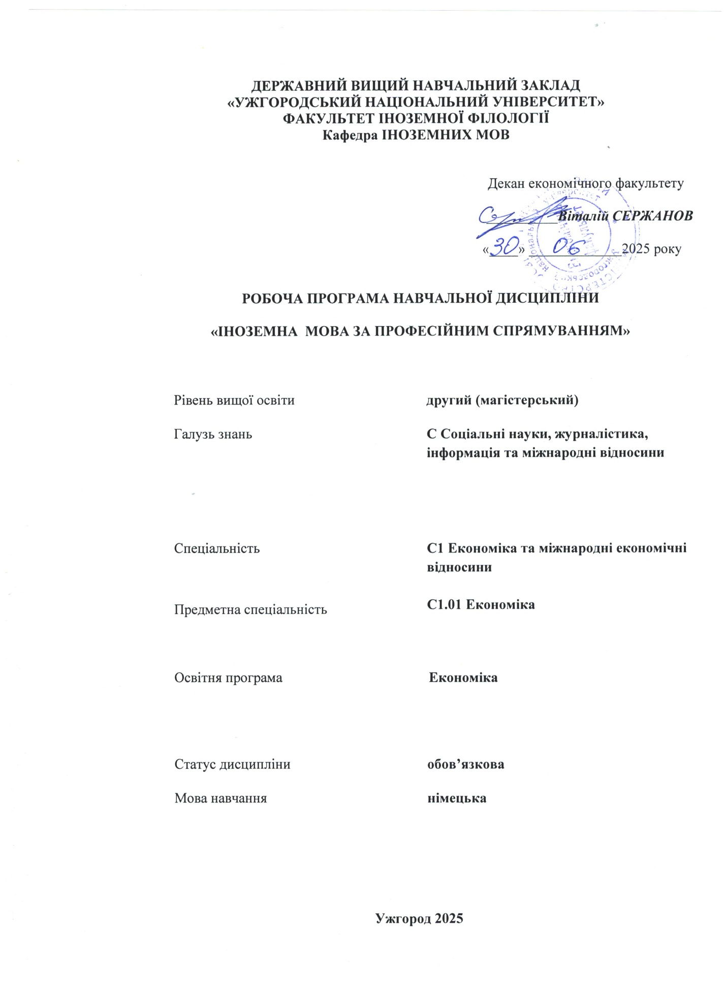 ДЕРЖАВНИЙ ВИЩИЙ НАВЧАЛЬНИЙ ЗАКЛАД
«УЖГОРОДСЬКИЙ НАЦІОНАЛЬНИЙ УНІВЕРСИТЕТ»
ФАКУЛЬТЕТ ІНОЗЕМНОЇ ФІЛОЛОГІЇ
Кафедра ІНОЗЕМНИХ МОВ
Декан економічного факультету
Віталій СЕРЖАНОВ
«30» 06 2025 року
РОБОЧА ПРОГРАМА НАВЧАЛЬНОЇ ДИСЦИПЛІНИ
«ІНОЗЕМНА МОВА ЗА ПРОФЕСІЙНИМ СПРЯМУВАННЯМ»
Рівень вищої освіти другий (магістерський)
Галузь знань С Соціальні науки, журналістика,
інформація та міжнародні відносини
Спеціальність С1 Економіка та міжнародні економічні
відносини
Предметна спеціальність С1.01 Економіка
Освітня програма Економіка
Статус дисципліни обов’язкова
Мова навчання німецька
Ужгород 2025